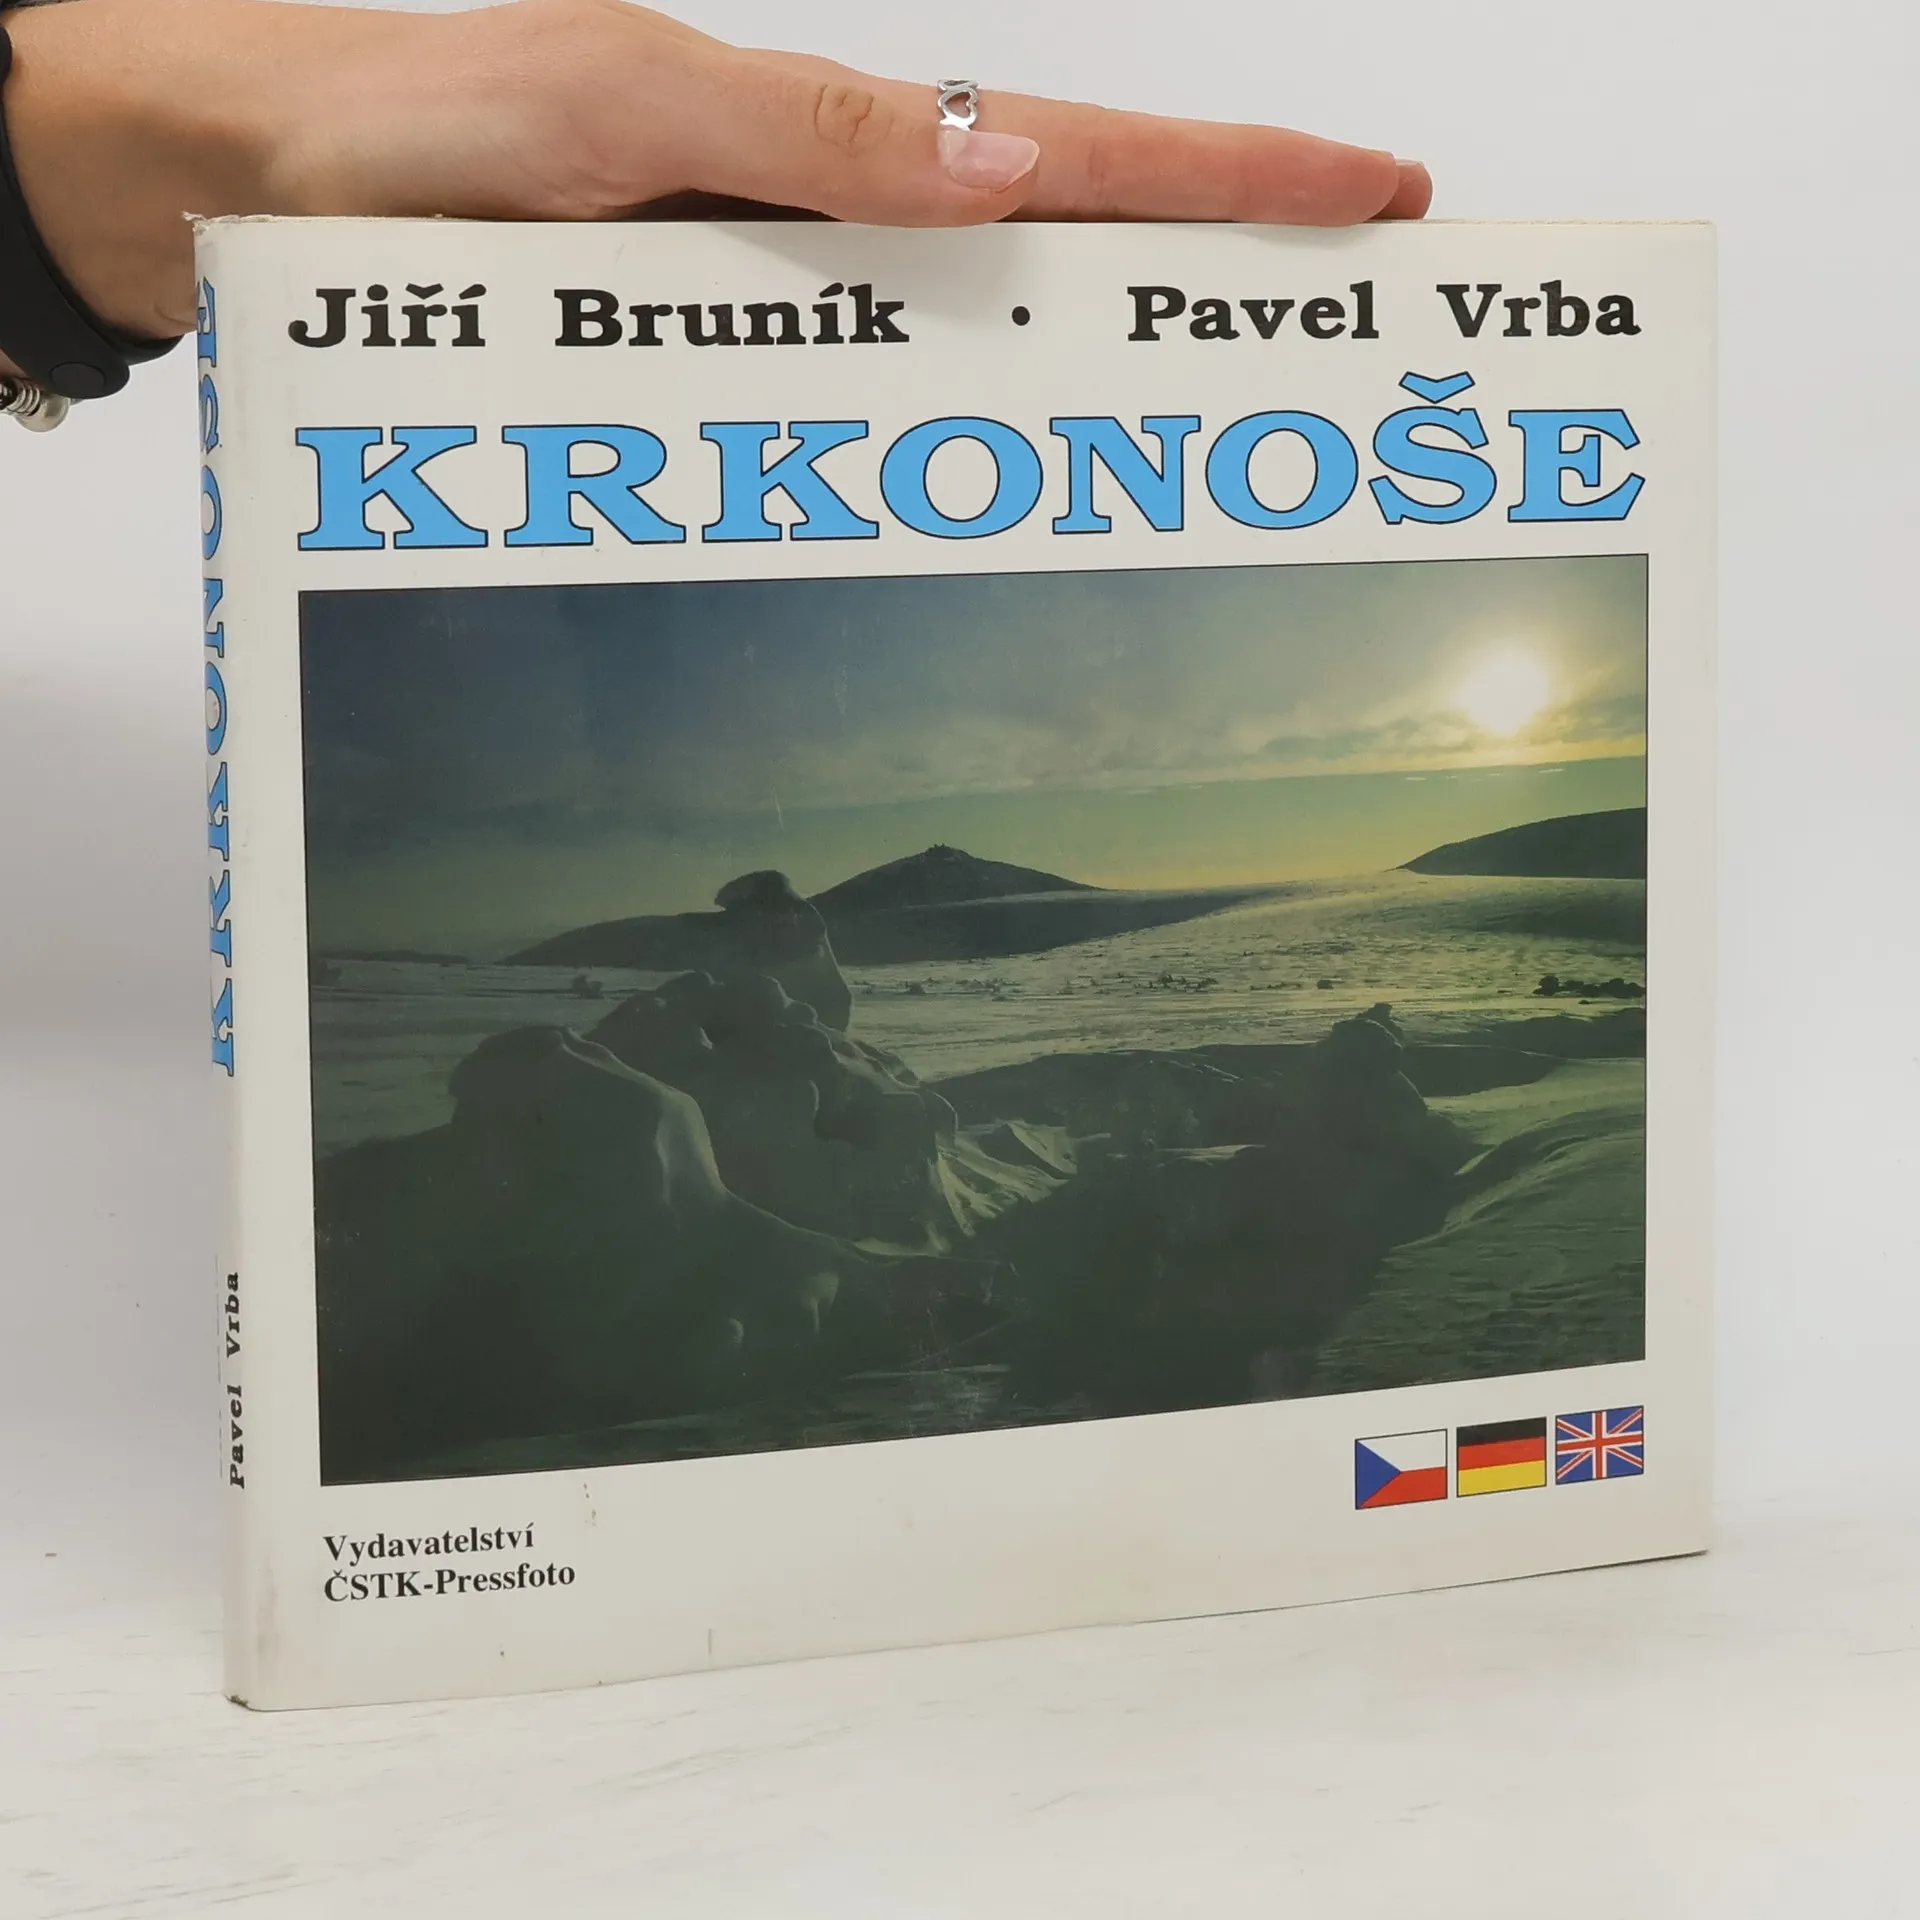 Jiří Bruník • Pavel Vrba
KRKONOŠE
Vydavatelství
ČSTK-Pressfoto
KRKONOŠE
Pavel Vrba